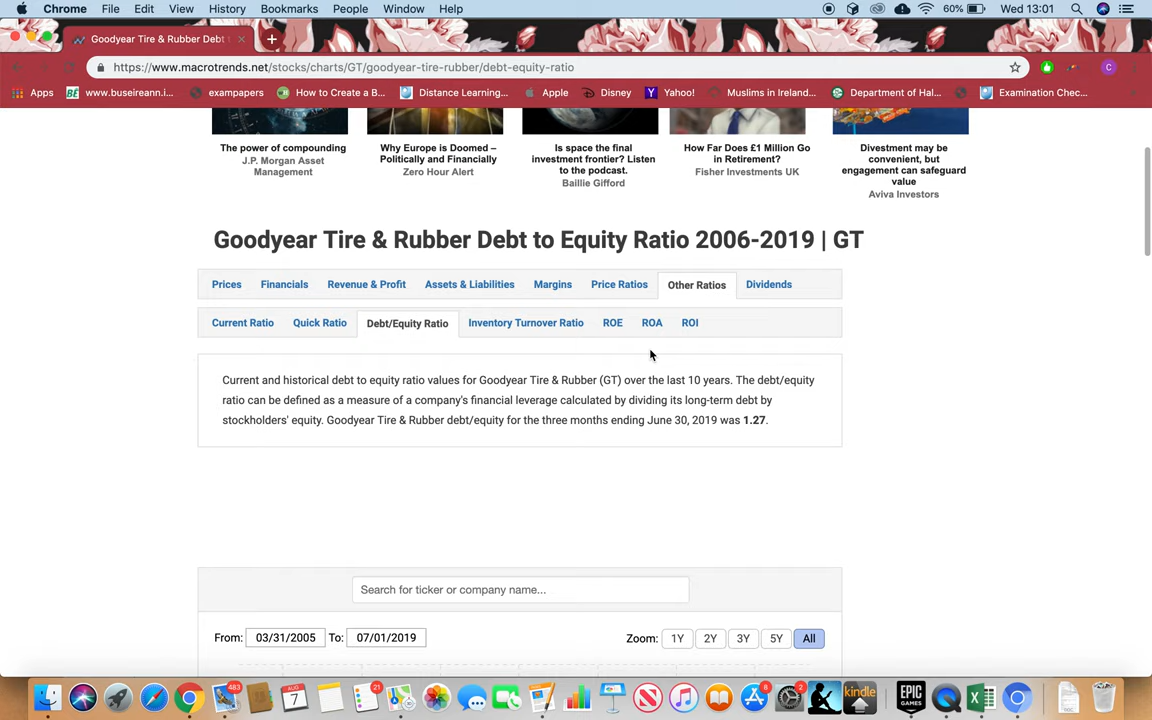 Chrome File Edit View History Bookmarks People Window Help 60% Wed 13:01
Goodyear Tire & Rubber Debt
https://www.macrotrends.net/stocks/charts/GT/goodyear-tire-rubber/debt-equity-ratio
C
Apps BÉ www.buseireann.i... exampapers How to Create a B... Distance Learning... Apple Disney Yahoo! Muslims in Ireland... Department of Hal... Examination Chec...
The power of compounding
J.P. Morgan Asset
Management
Why Europe is Doomed –
Politically and Financially
Zero Hour Alert
Is space the final
investment frontier? Listen
to the podcast.
Baillie Gifford
How Far Does £1 Million Go
in Retirement?
Fisher Investments UK
Divestment may be
convenient, but
engagement can safeguard
value
Aviva Investors
Goodyear Tire & Rubber Debt to Equity Ratio 2006-2019 | GT
Prices Financials Revenue & Profit Assets & Liabilities Margins Price Ratios Other Ratios Dividends
Current Ratio Quick Ratio Debt/Equity Ratio Inventory Turnover Ratio ROE ROA ROI
Current and historical debt to equity ratio values for Goodyear Tire & Rubber (GT) over the last 10 years. The debt/equity
ratio can be defined as a measure of a company's financial leverage calculated by dividing its long-term debt by
stockholders' equity. Goodyear Tire & Rubber debt/equity for the three months ending June 30, 2019 was 1.27.
Search for ticker or company name...
From: 03/31/2005 To: 07/01/2019 Zoom: 1Y 2Y 3Y 5Y All
483 AUG 7 21 8 2 kindle EPIC GAMES